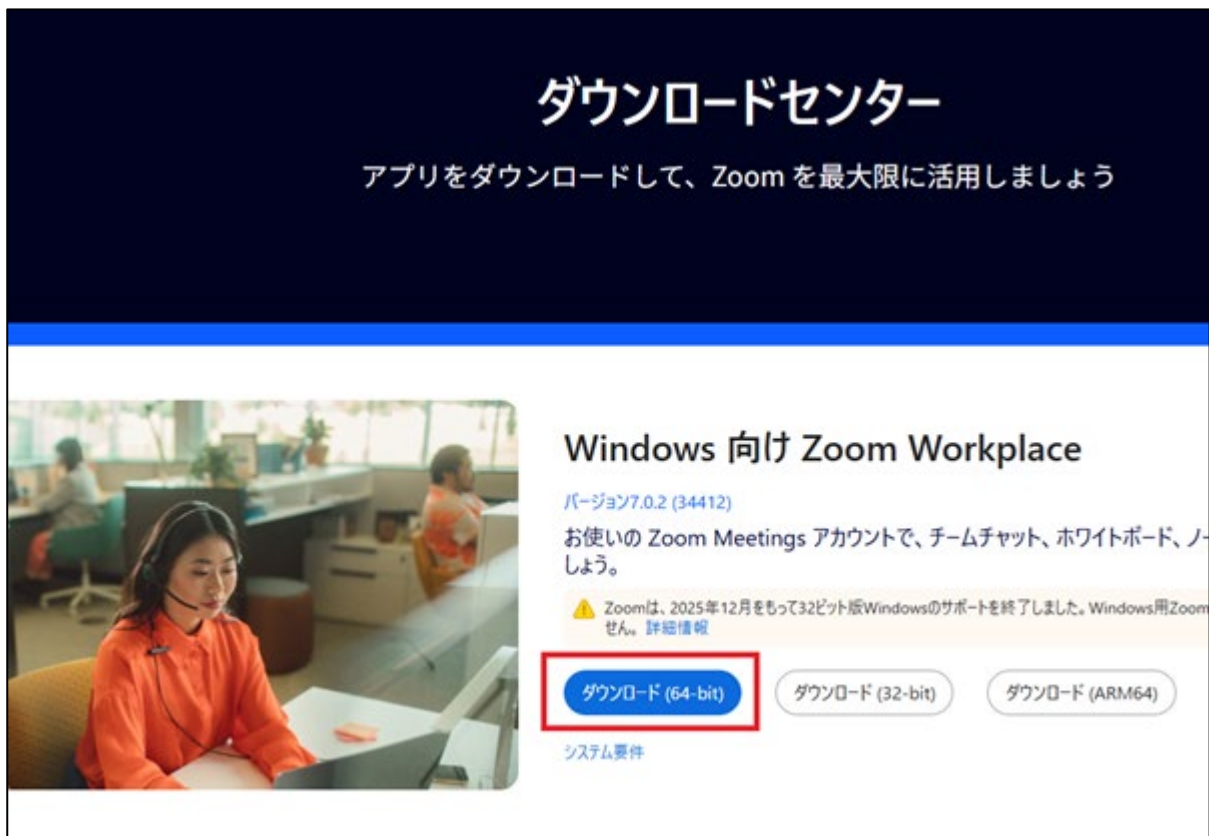 ダウンロードセンター
アプリをダウンロードして、Zoom を最大限に活用しましょう
Windows 向け Zoom Workplace
バージョン7.0.2 (34412)
お使いの Zoom Meetings アカウントで、チームチャット、ホワイトボード、ノー
しょう。
Zoomは、2025年12月をもって32ビット版Windowsのサポートを終了しました。Windows用Zoom
せん。詳細情報
ダウンロード (64-bit) ダウンロード (32-bit) ダウンロード (ARM64)
システム要件